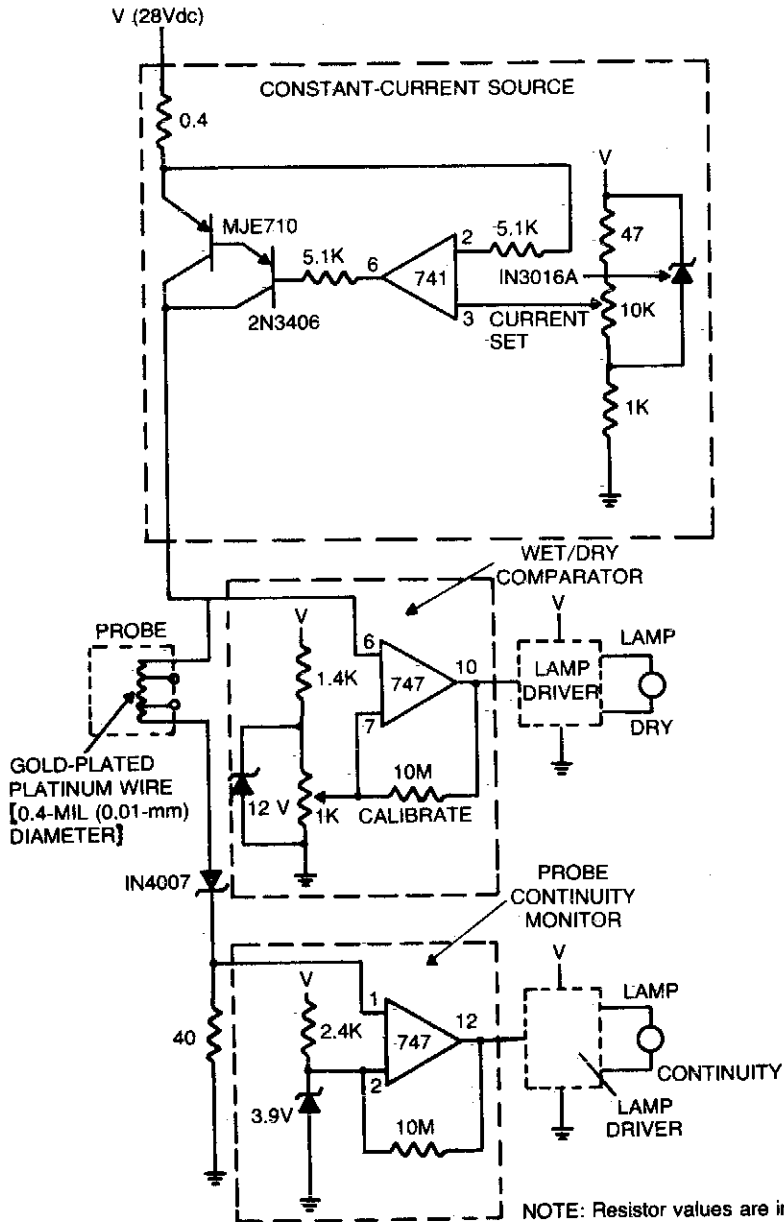 V (28Vdc)
CONSTANT-CURRENT SOURCE
0.4
V
MJE710
5.1K
6
741
2
5.1K
47
IN3016A
10K
3
CURRENT
SET
2N3406
1K
WET/DRY
COMPARATOR
PROBE
V
1.4K
6
747
10
7
V
LAMP
DRIVER
LAMP
DRY
GOLD-PLATED
PLATINUM WIRE
[0.4-MIL (0.01-mm)
DIAMETER]
12 V
1K
10M
CALIBRATE
IN4007
PROBE
CONTINUITY
MONITOR
V
40
2.4K
1
747
12
2
V
LAMP
CONTINUITY
LAMP
DRIVER
3.9V
10M
NOTE: Resistor values are